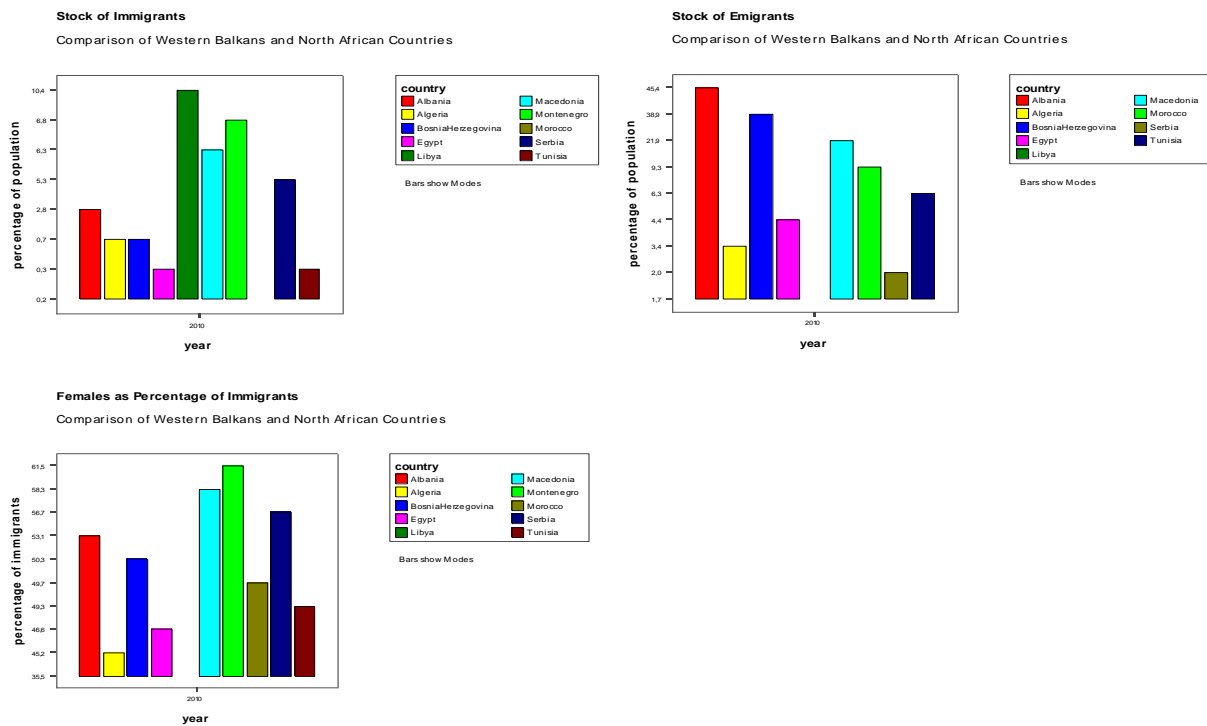 Stock of Immigrants
Comparison of Western Balkans and North African Countries
percentage of population
10,4
6,8
6,3
5,3
2,8
0,7
0,3
0,2
2010
year
country
Albania
Algeria
BosniaHerzegovina
Egypt
Libya
Macedonia
Montenegro
Morocco
Serbia
Tunisia
Bars show Modes
Stock of Emigrants
Comparison of Western Balkans and North African Countries
percentage of population
45,4
38,9
21,9
9,3
6,3
4,4
3,4
2,0
1,7
2010
year
country
Albania
Algeria
BosniaHerzegovina
Egypt
Libya
Macedonia
Morocco
Serbia
Tunisia
Bars show Modes
Females as Percentage of Immigrants
Comparison of Western Balkans and North African Countries
percentage of immigrants
61,5
58,3
56,7
53,1
50,3
49,7
49,3
46,6
45,2
35,5
2010
year
country
Albania
Algeria
BosniaHerzegovina
Egypt
Libya
Macedonia
Montenegro
Morocco
Serbia
Tunisia
Bars show Modes